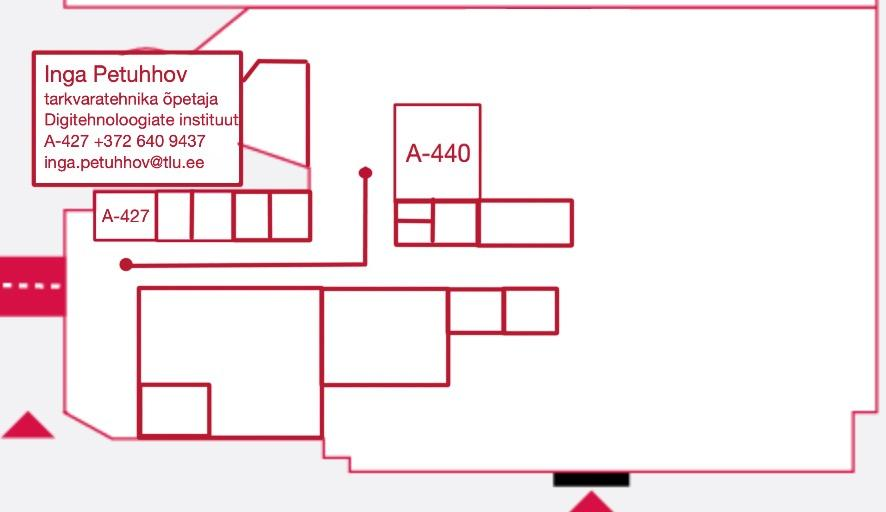 Inga Petuhhov
tarkvaratehnika õpetaja
Digitehnoloogiate instituut
A-427 +372 640 9437
inga.petuhhov@tlu.ee
A-440
A-427